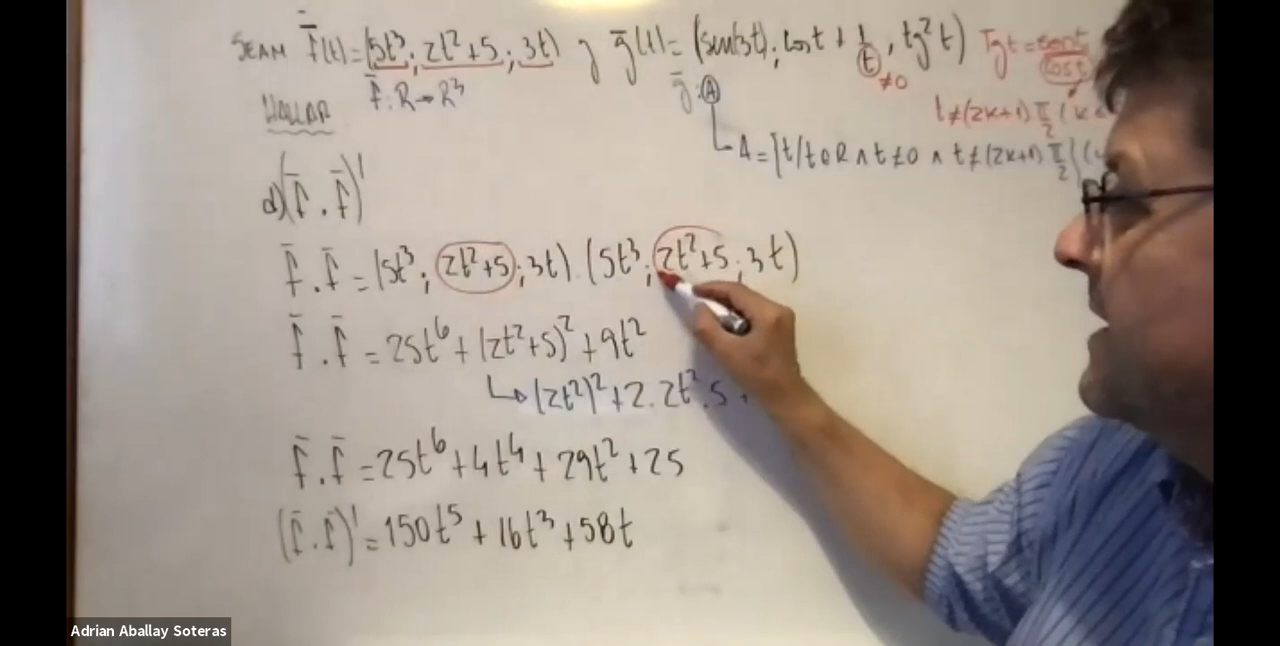 SEAN f̄(t)=(5t³; 2t²+5; 3t) y ḡ(t)=(sen(3t); cos t + 1/t, tg²t) Tg t = sen t / cos t
f̄: R→R³ ḡ: A ≠0
HALLAR t≠(2k+1)π/2 (k
A={t/t∈R ∧ t≠0 ∧ t≠(2k+1)π/2
d)(f̄ . f̄)'
f̄ . f̄ = (5t³; 2t²+5; 3t) . (5t³; 2t²+5; 3t)
f̄ . f̄ = 25t⁶ + (2t²+5)² + 9t²
↳ (2t²)² + 2. 2t². 5 +
f̄ . f̄ = 25t⁶ + 4t⁴ + 29t² + 25
(f̄ . f̄)' = 150t⁵ + 16t³ + 58t
Adrian Aballay Soteras